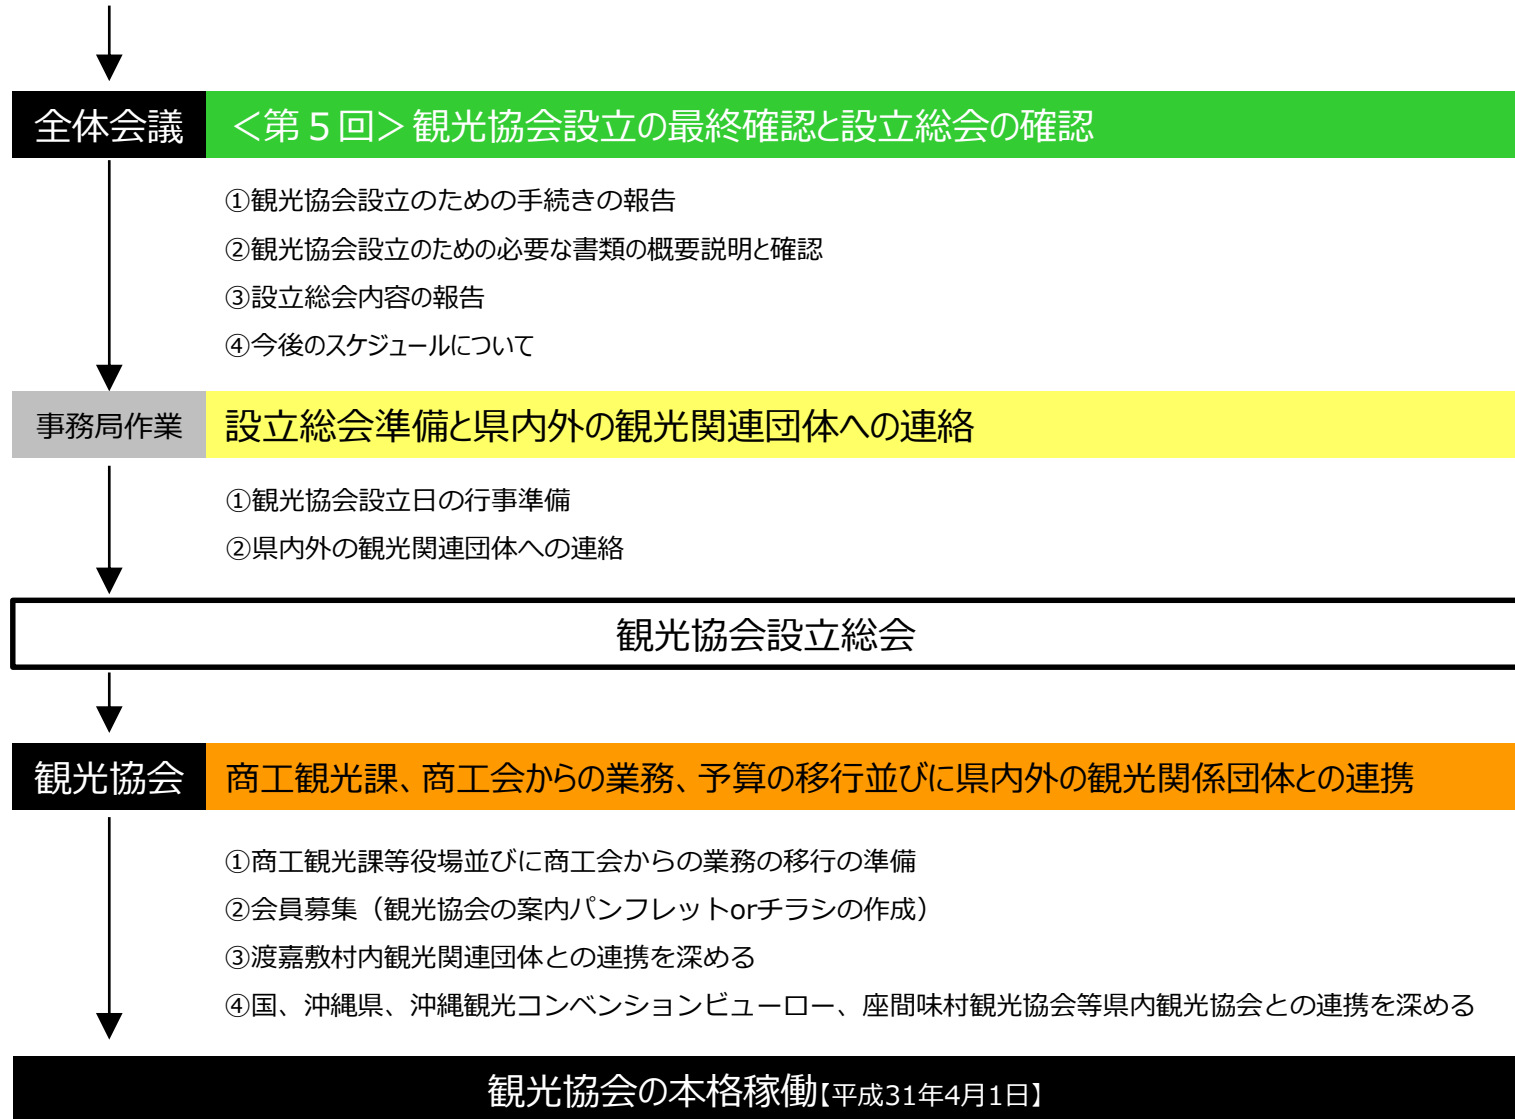 全体会議 ＜第５回＞観光協会設立の最終確認と設立総会の確認
①観光協会設立のための手続きの報告
②観光協会設立のための必要な書類の概要説明と確認
③設立総会内容の報告
④今後のスケジュールについて
事務局作業 設立総会準備と県内外の観光関連団体への連絡
①観光協会設立日の行事準備
②県内外の観光関連団体への連絡
観光協会設立総会
観光協会 商工観光課、商工会からの業務、予算の移行並びに県内外の観光関係団体との連携
①商工観光課等役場並びに商工会からの業務の移行の準備
②会員募集（観光協会の案内パンフレットorチラシの作成）
③渡嘉敷村内観光関連団体との連携を深める
④国、沖縄県、沖縄観光コンベンションビューロー、座間味村観光協会等県内観光協会との連携を深める
観光協会の本格稼働【平成31年4月1日】